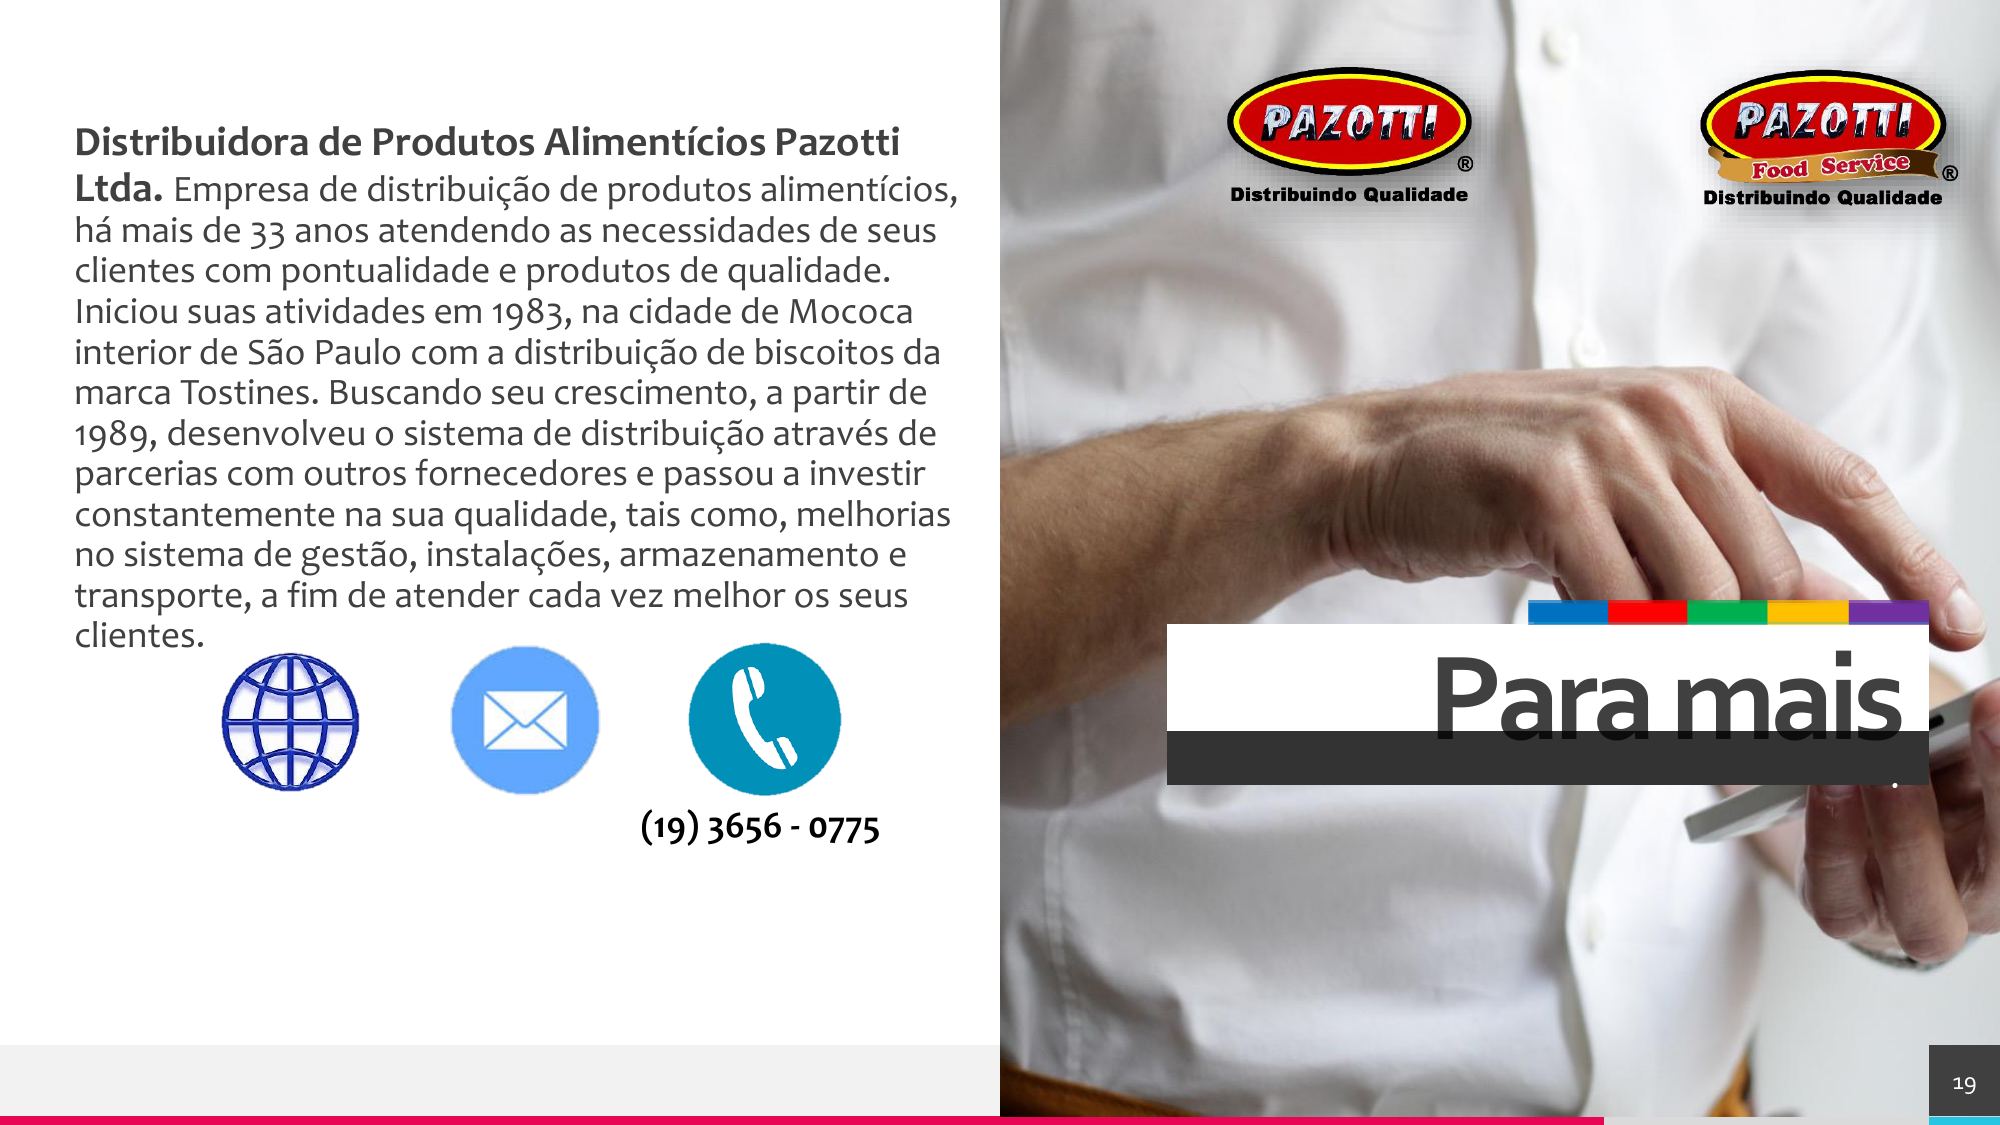 Distribuidora de Produtos Alimentícios Pazotti
Ltda. Empresa de distribuição de produtos alimentícios,
há mais de 33 anos atendendo as necessidades de seus
clientes com pontualidade e produtos de qualidade.
Iniciou suas atividades em 1983, na cidade de Mococa
interior de São Paulo com a distribuição de biscoitos da
marca Tostines. Buscando seu crescimento, a partir de
1989, desenvolveu o sistema de distribuição através de
parcerias com outros fornecedores e passou a investir
constantemente na sua qualidade, tais como, melhorias
no sistema de gestão, instalações, armazenamento e
transporte, a fim de atender cada vez melhor os seus
clientes.
(19) 3656 - 0775
PAZOTTI
®
Distribuindo Qualidade
PAZOTTI
Food Service
®
Distribuindo Qualidade
Para mais
.
19